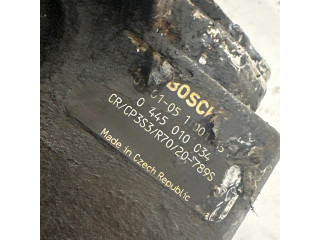 BOSCH
0 445 010 034
CR/CP3S3/R70/20-789S
Made in Czech Republic